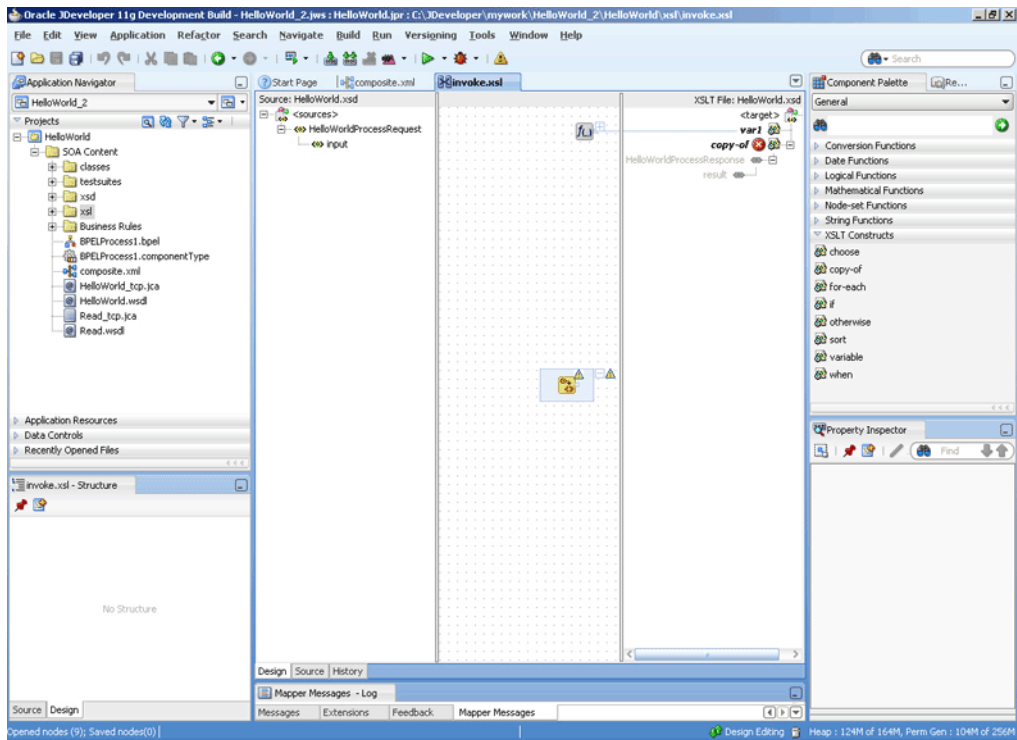 Oracle JDeveloper 11g Development Build - HelloWorld_2.jws : HelloWorld.jpr : C:\JDeveloper\mywork\HelloWorld_2\HelloWorld\xsl\invoke.xsl
File Edit View Application Refactor Search Navigate Build Run Versioning Tools Window Help
Search
Application Navigator
HelloWorld_2
Projects
HelloWorld
SOA Content
classes
testsuites
xsd
xsl
Business Rules
BPELProcess1.bpel
BPELProcess1.componentType
composite.xml
HelloWorld_tcp.jca
HelloWorld.wsdl
Read_tcp.jca
Read.wsdl
Application Resources
Data Controls
Recently Opened Files
invoke.xsl - Structure
No Structure
Source Design
Start Page composite.xml invoke.xsl
Source: HelloWorld.xsd XSLT File: HelloWorld.xsd
<sources> <target>
HelloWorldProcessRequest var1
input copy-of
HelloWorldProcessResponse
result
Design Source History
Mapper Messages - Log
Messages Extensions Feedback Mapper Messages
Component Palette Re...
General
Conversion Functions
Date Functions
Logical Functions
Mathematical Functions
Node-set Functions
String Functions
XSLT Constructs
choose
copy-of
for-each
if
otherwise
sort
variable
when
Property Inspector
Find
Opened nodes (9); Saved nodes(0) Design Editing Heap : 124M of 164M, Perm Gen : 104M of 256M